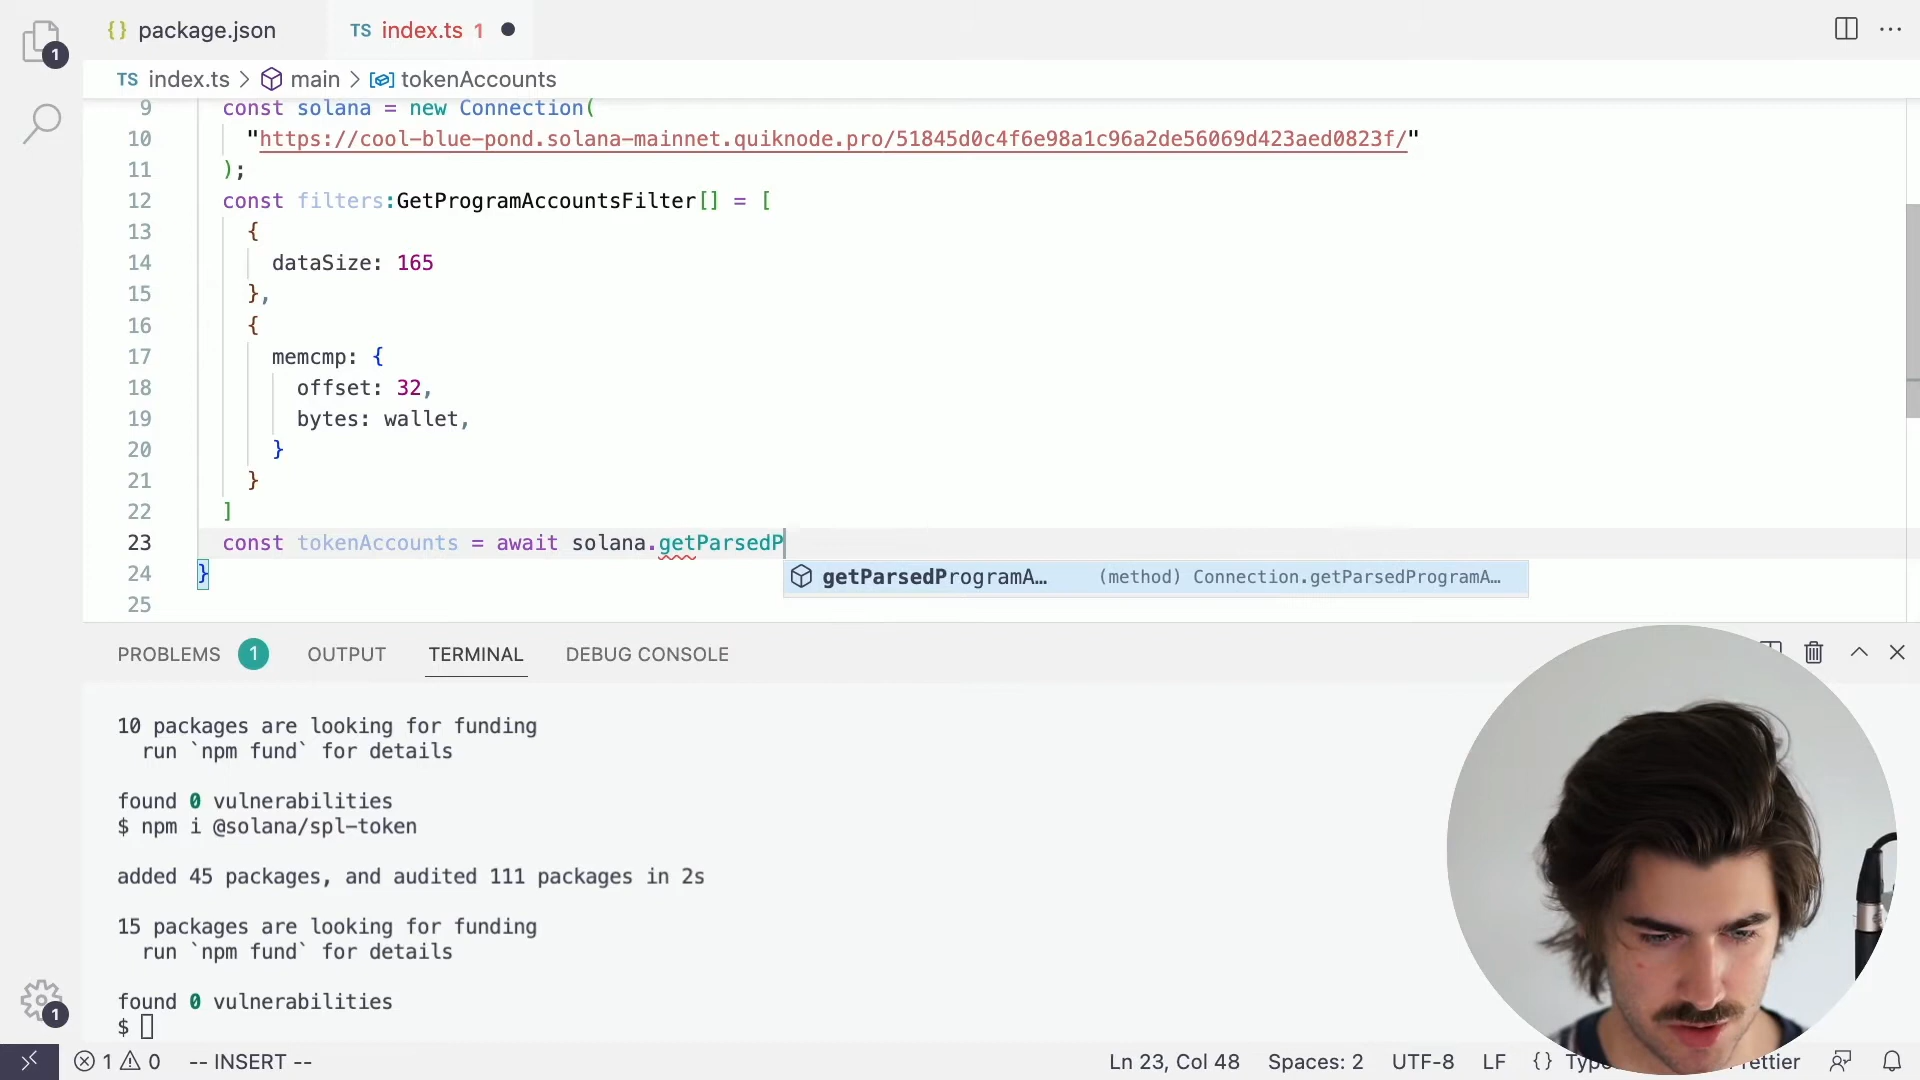 1
{} package.json
TS index.ts 1
TS index.ts > main > tokenAccounts
9 const solana = new Connection(
10 "https://cool-blue-pond.solana-mainnet.quiknode.pro/51845d0c4f6e98a1c96a2de56069d423aed0823f/"
11 );
12 const filters:GetProgramAccountsFilter[] = [
13 {
14 dataSize: 165
15 },
16 {
17 memcmp: {
18 offset: 32,
19 bytes: wallet,
20 }
21 }
22 ]
23 const tokenAccounts = await solana.getParsedP
getParsedProgramA… (method) Connection.getParsedProgramA…
24 }
25
PROBLEMS 1 OUTPUT TERMINAL DEBUG CONSOLE
10 packages are looking for funding
run `npm fund` for details
found 0 vulnerabilities
$ npm i @solana/spl-token
added 45 packages, and audited 111 packages in 2s
15 packages are looking for funding
run `npm fund` for details
found 0 vulnerabilities
$
1
1 0 -- INSERT -- Ln 23, Col 48 Spaces: 2 UTF-8 LF {}